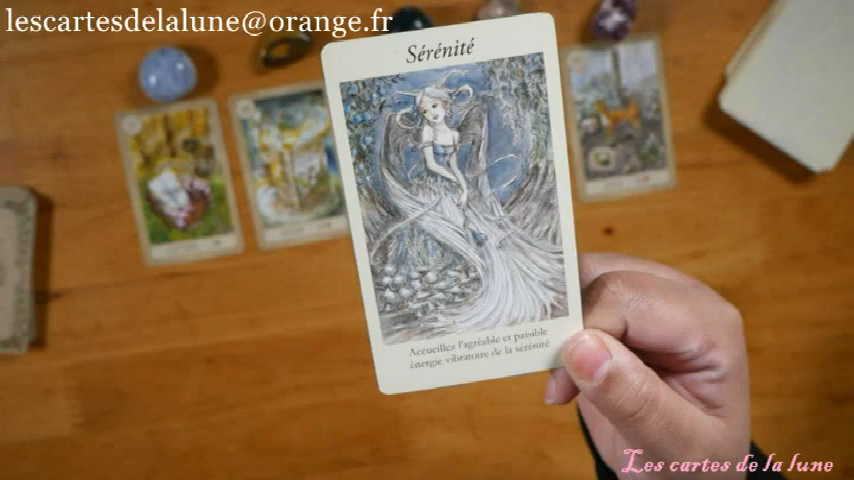 lescartesdelalune@orange.fr
Sérénité
Accueillez l'agréable et paisible
énergie vibratoire de la sérénité
Les cartes de la lune